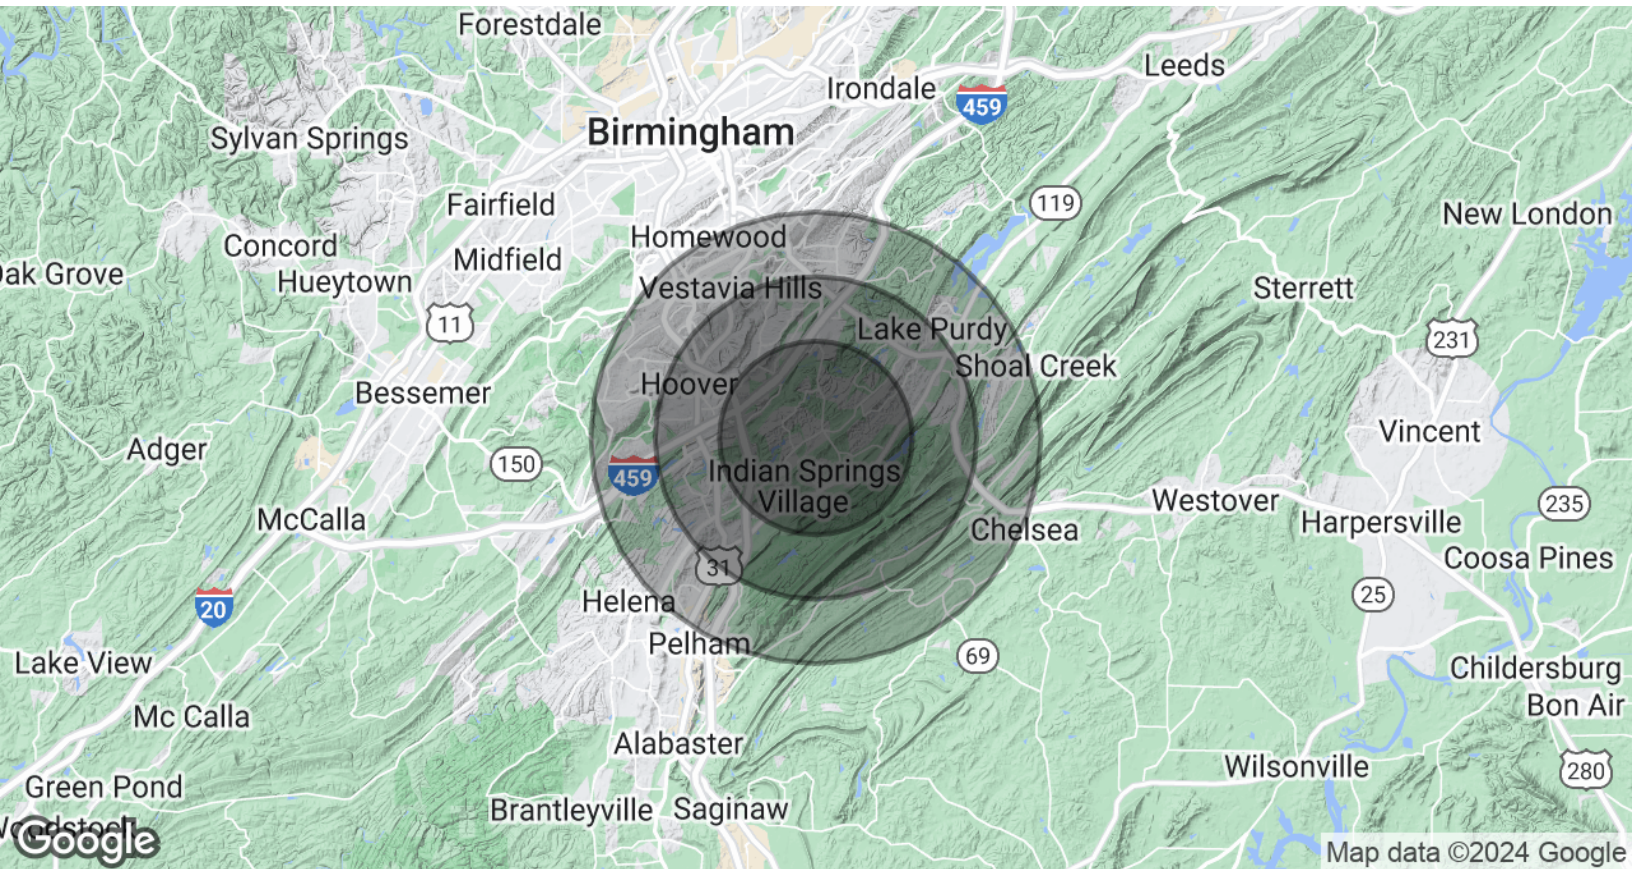 Forestdale
Leeds
Irondale
459
Birmingham
Sylvan Springs
119
Fairfield
New London
Homewood
Concord
Midfield
Oak Grove
Hueytown
Vestavia Hills
Sterrett
11
Lake Purdy
231
Shoal Creek
Hoover
Bessemer
Vincent
Adger
150
459
Indian Springs
Village
Westover
235
McCalla
Harpersville
Chelsea
Coosa Pines
31
25
20
Helena
Pelham
69
Lake View
Childersburg
Bon Air
Mc Calla
Alabaster
Wilsonville
280
Green Pond
Brantleyville
Saginaw
Woodstock
Google
Map data ©2024 Google